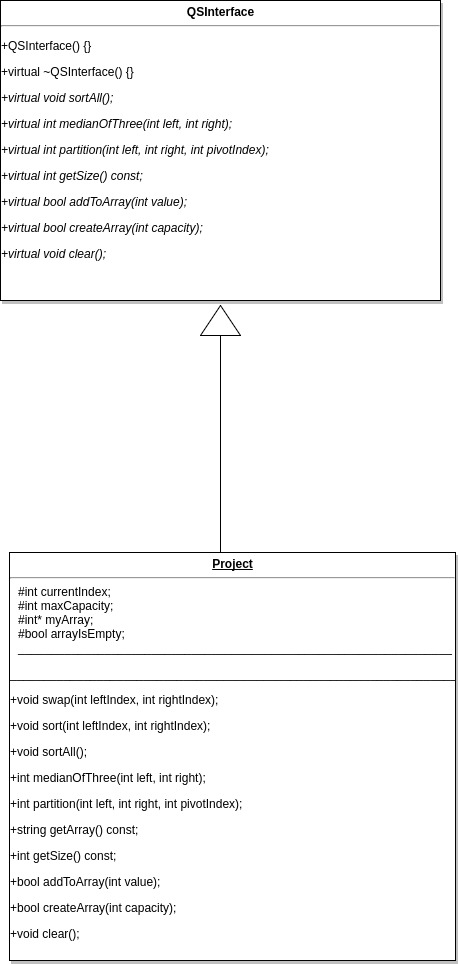 QSInterface
+QSInterface() {}
+virtual ~QSInterface() {}
+virtual void sortAll();
+virtual int medianOfThree(int left, int right);
+virtual int partition(int left, int right, int pivotIndex);
+virtual int getSize() const;
+virtual bool addToArray(int value);
+virtual bool createArray(int capacity);
+virtual void clear();
Project
#int currentIndex;
#int maxCapacity;
#int* myArray;
#bool arrayIsEmpty;
+void swap(int leftIndex, int rightIndex);
+void sort(int leftIndex, int rightIndex);
+void sortAll();
+int medianOfThree(int left, int right);
+int partition(int left, int right, int pivotIndex);
+string getArray() const;
+int getSize() const;
+bool addToArray(int value);
+bool createArray(int capacity);
+void clear();